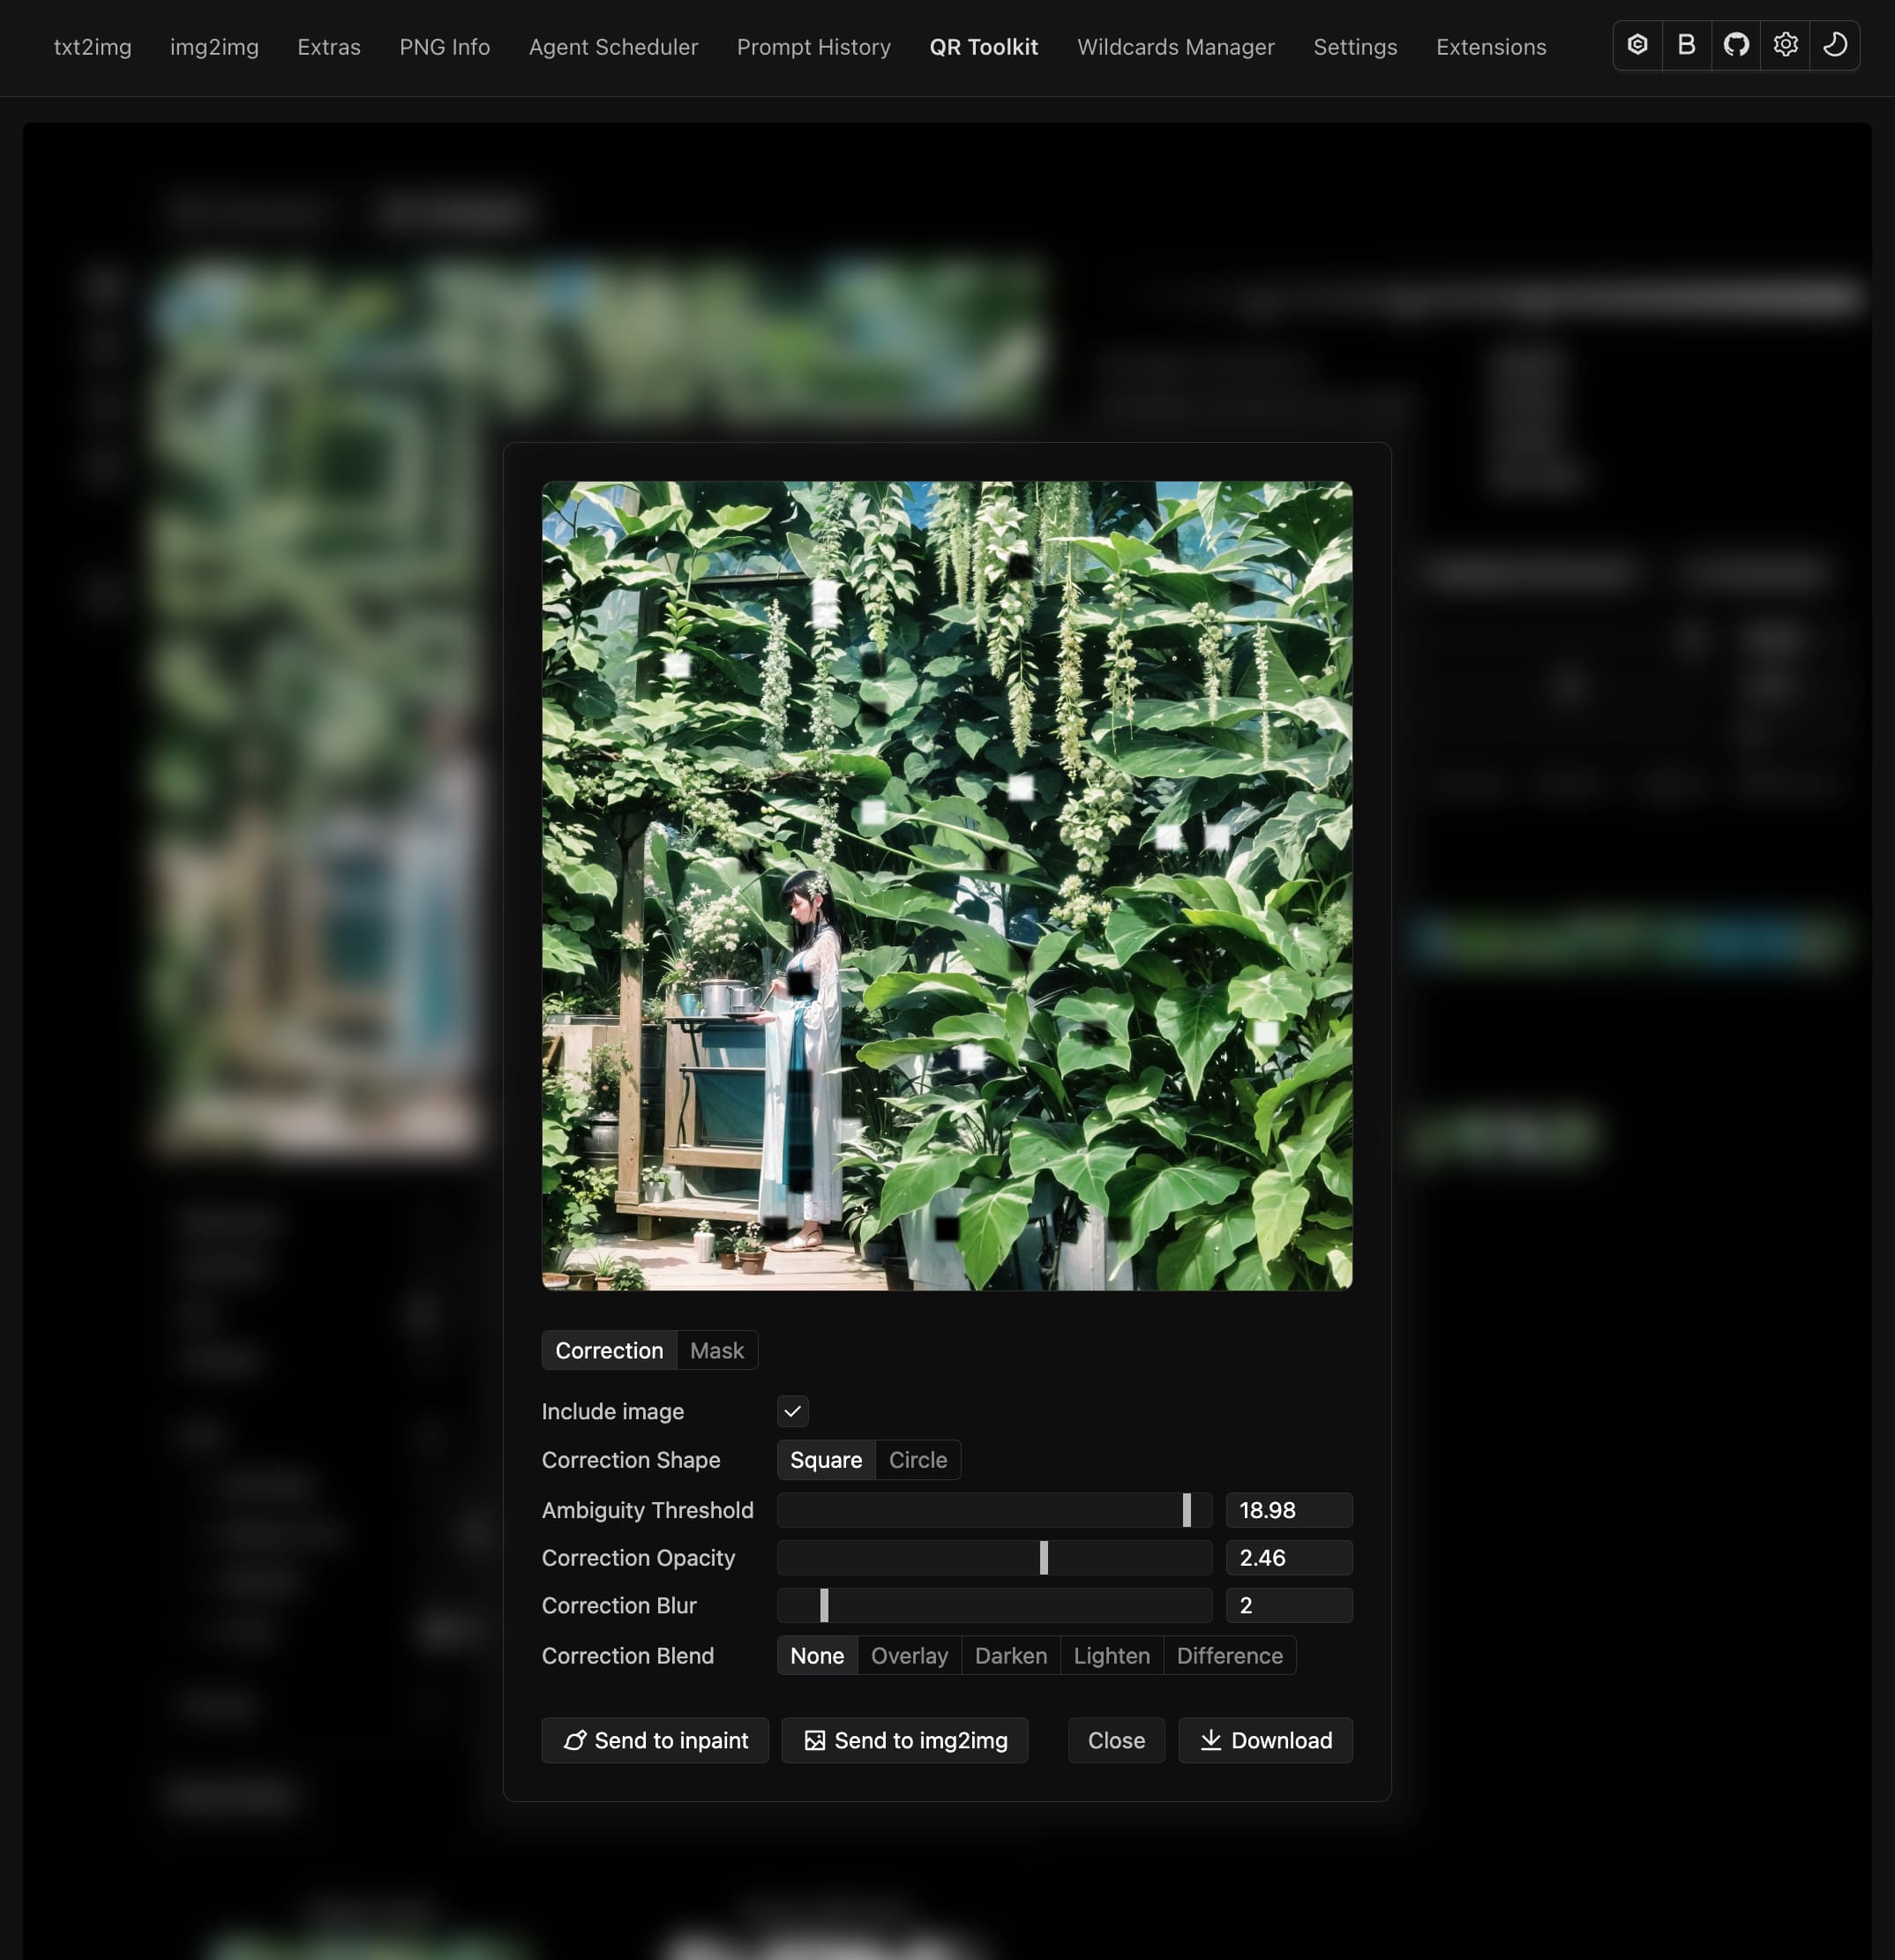 txt2img img2img Extras PNG Info Agent Scheduler Prompt History QR Toolkit Wildcards Manager Settings Extensions B
Correction Mask
Include image
Correction Shape Square Circle
Ambiguity Threshold 18.98
Correction Opacity 2.46
Correction Blur 2
Correction Blend None Overlay Darken Lighten Difference
Send to inpaint Send to img2img Close Download